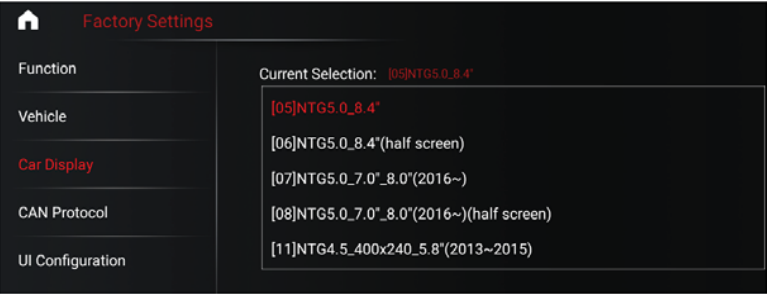 Factory Settings
Function
Vehicle
Car Display
CAN Protocol
UI Configuration
Current Selection: [05]NTG5.0_8.4"
[05]NTG5.0_8.4"
[06]NTG5.0_8.4"(half screen)
[07]NTG5.0_7.0"_8.0"(2016~)
[08]NTG5.0_7.0"_8.0"(2016~)(half screen)
[11]NTG4.5_400x240_5.8"(2013~2015)